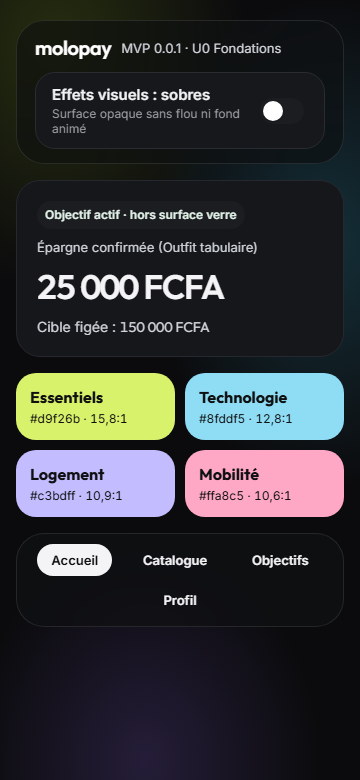 molopay MVP 0.0.1 · U0 Fondations
Effets visuels : sobres
Surface opaque sans flou ni fond
animé
Objectif actif · hors surface verre
Épargne confirmée (Outfit tabulaire)
25 000 FCFA
Cible figée : 150 000 FCFA
Essentiels
#d9f26b · 15,8:1
Technologie
#8fddf5 · 12,8:1
Logement
#c3bdff · 10,9:1
Mobilité
#ffa8c5 · 10,6:1
Accueil Catalogue Objectifs
Profil